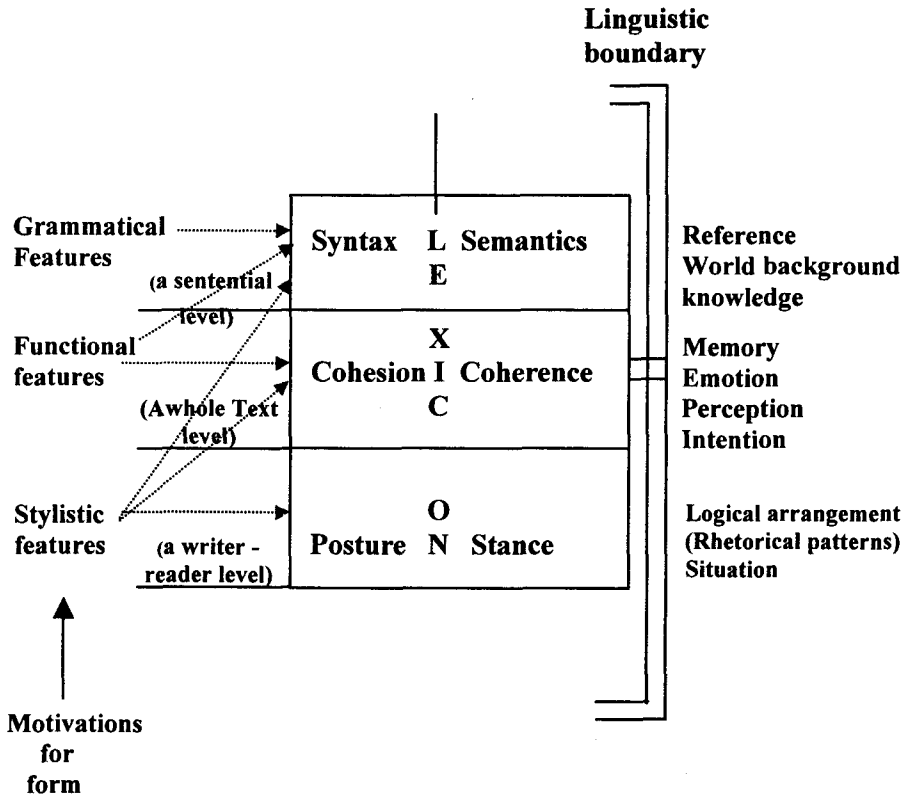 Linguistic
boundary
Grammatical
Features
Syntax L Semantics
E
(a sentential
level)
Reference
World background
knowledge
Functional
features
X
Cohesion I Coherence
C
(Awhole Text
level)
Memory
Emotion
Perception
Intention
Stylistic
features
O
Posture N Stance
(a writer -
reader level)
Logical arrangement
(Rhetorical patterns)
Situation
Motivations
for
form